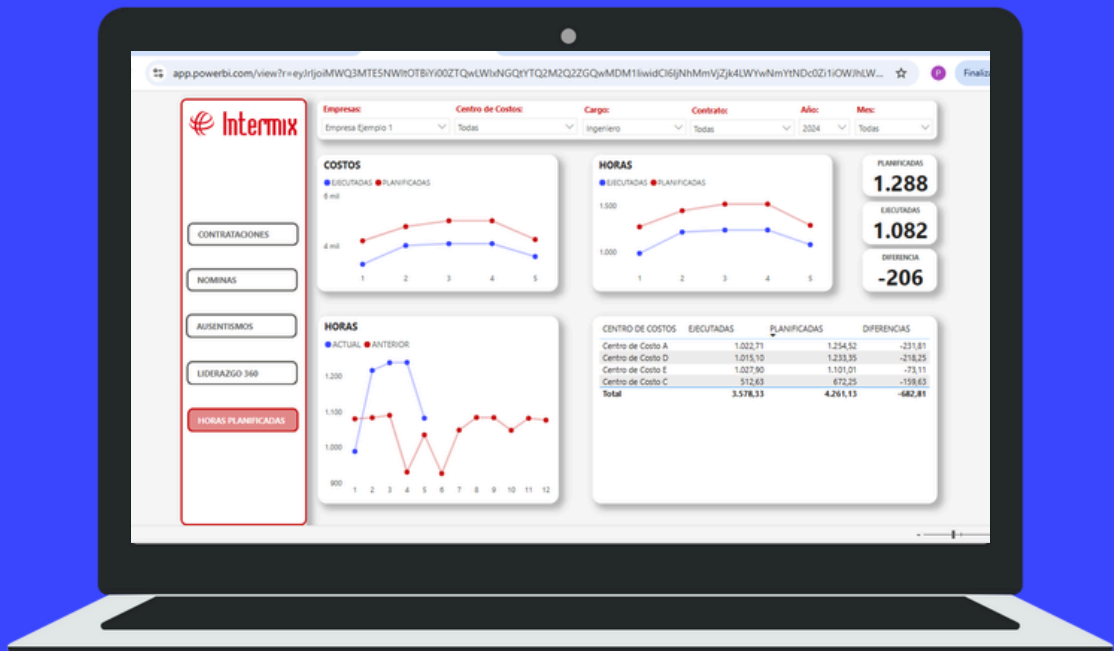 Intermix
CONTRATACIONES
NOMINAS
AUSENTISMOS
LIDERAZGO 360
HORAS PLANIFICADAS
Empresas: Centro de Costos: Cargo: Contrato: Año: Mes:
Empresa Ejemplo 1 Todas Ingeniero Todas 2024 Todas
COSTOS
EJECUTADAS PLANIFICADAS
6 mil
4 mil
1 2 3 4 5
HORAS
EJECUTADAS PLANIFICADAS
1,500
1,000
1 2 3 4 5
PLANIFICADAS
1.288
EJECUTADAS
1.082
DIFERENCIA
-206
HORAS
ACTUAL ANTERIOR
1.200
1.100
1.000
900
1 2 3 4 5 6 7 8 9 10 11 12
CENTRO DE COSTOS EJECUTADAS PLANIFICADAS DIFERENCIAS
Centro de Costo A 1.022,71 1.254,52 -231,81
Centro de Costo D 1.015,10 1.233,35 -218,25
Centro de Costo E 1.027,90 1.101,01 -73,11
Centro de Costo C 512,63 672,25 -159,63
Total 3.578,33 4.261,13 -682,81